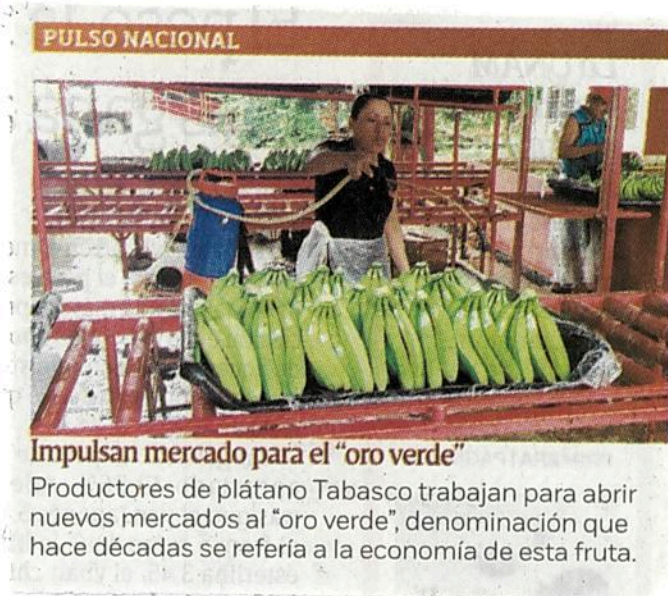 PULSO NACIONAL
Impulsan mercado para el “oro verde”
Productores de plátano Tabasco trabajan para abrir
nuevos mercados al “oro verde”, denominación que
hace décadas se refería a la economía de esta fruta.